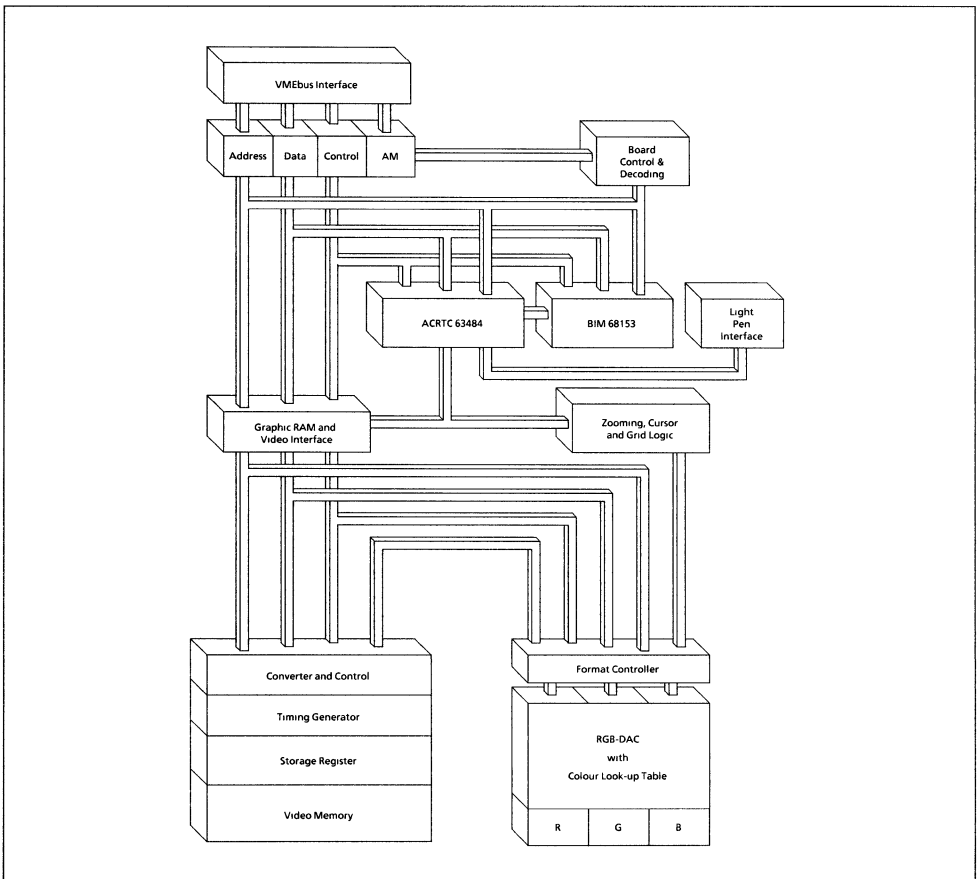 VMEbus Interface
Address
Data
Control
AM
Board
Control &
Decoding
ACRTC 63484
BIM 68153
Light
Pen
Interface
Graphic RAM and
Video Interface
Zooming, Cursor
and Grid Logic
Converter and Control
Timing Generator
Storage Register
Video Memory
Format Controller
RGB-DAC
with
Colour Look-up Table
R
G
B